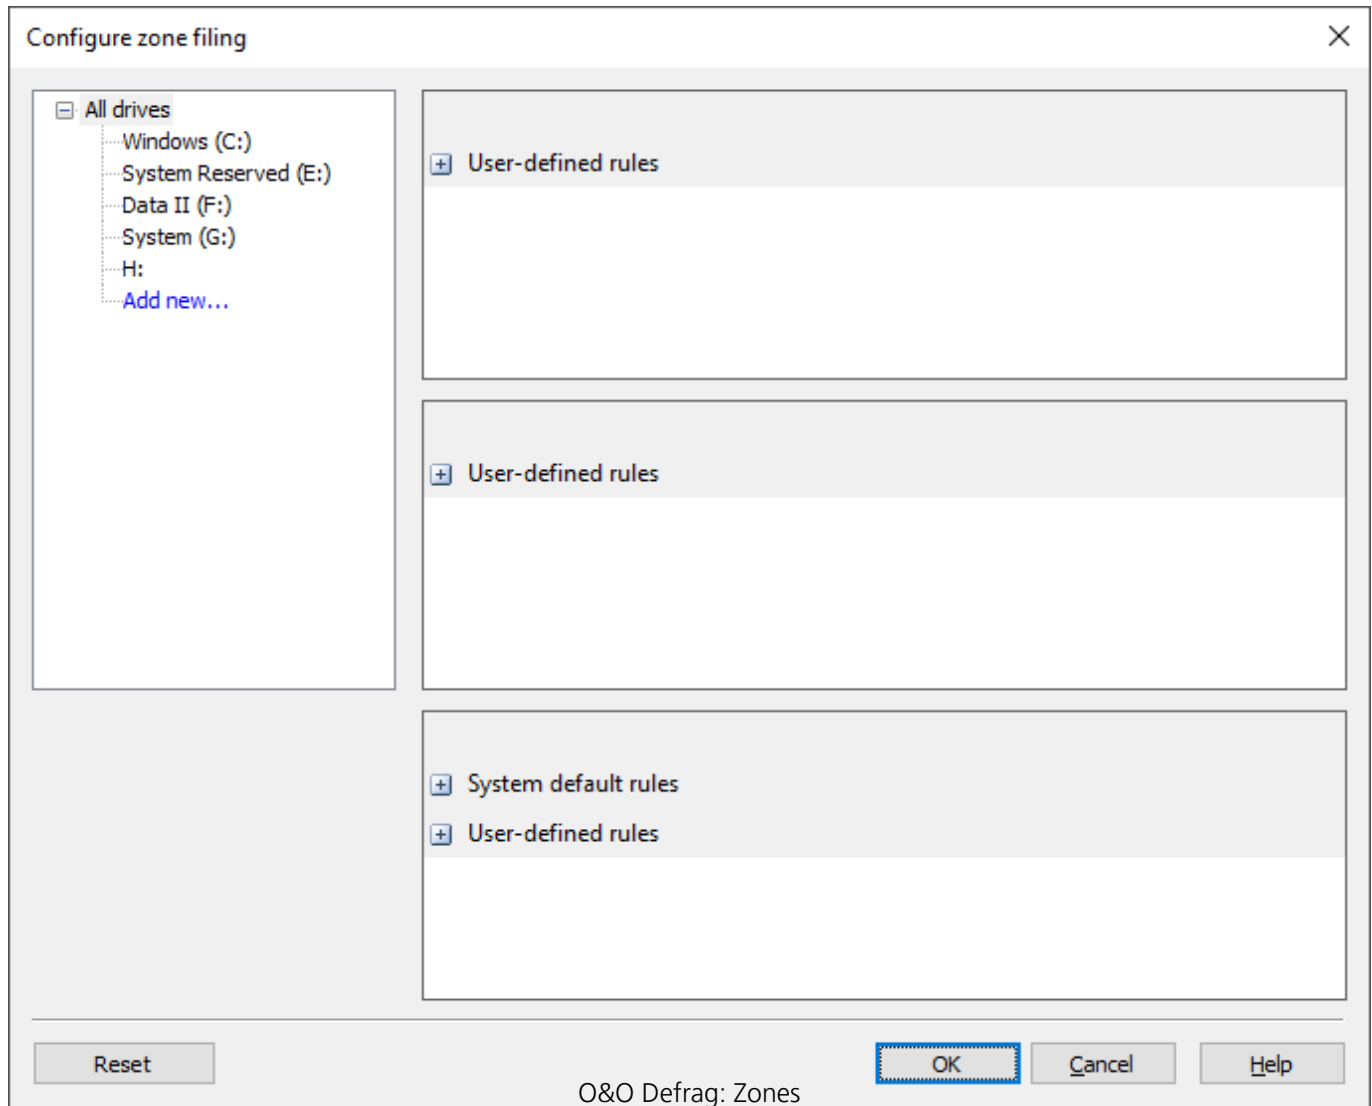 Configure zone filing
All drives
Windows (C:)
System Reserved (E:)
Data II (F:)
System (G:)
H:
Add new...
User-defined rules
User-defined rules
System default rules
User-defined rules
Reset
OK
Cancel
Help
O&O Defrag: Zones